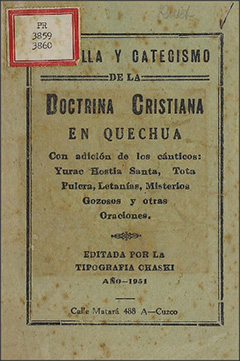 PR
3859
3860
LLA Y CATECISMO
DE LA
DOCTRINA CRISTIANA
EN QUECHUA
Con adición de los cánticos:
Yurac Hostia Santa, Tota
Pulcra, Letanías, Misterios
Gozosos y otras
Oraciones.
EDITADA POR LA
TIPOGRAFIA CHASKI
AÑO-1951
Calle Matará 488 A—Cuzco